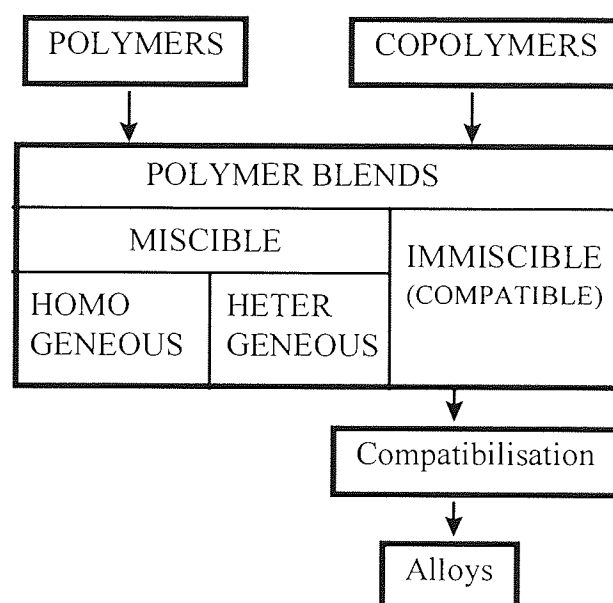 POLYMERS
COPOLYMERS
POLYMER BLENDS
MISCIBLE
IMMISCIBLE
(COMPATIBLE)
HOMO
GENEOUS
HETER
GENEOUS
Compatibilisation
Alloys